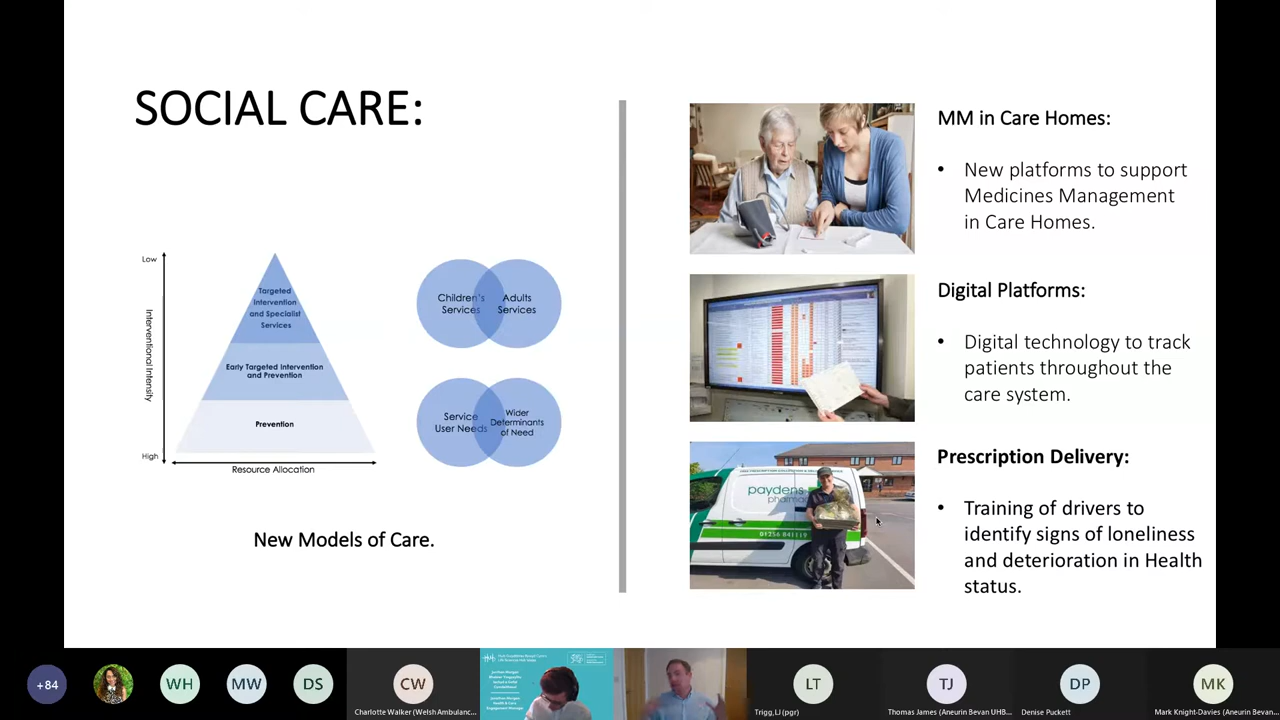 SOCIAL CARE:
Low
Interventional Intensity
High
Targeted
Intervention
and Specialist
Services
Early Targeted Intervention
and Prevention
Prevention
Resource Allocation
Children's
Services
Adults
Services
Service
User Needs
Wider
Determinants
of Need
New Models of Care.
MM in Care Homes:
• New platforms to support
Medicines Management
in Care Homes.
Digital Platforms:
• Digital technology to track
patients throughout the
care system.
paydens
pharmac
01256 841119
Prescription Delivery:
• Training of drivers to
identify signs of loneliness
and deterioration in Health
status.
+84
WH
MW
DS
CW
Charlotte Walker (Welsh Ambulanc...
LT
Trigg,LJ (pgr)
TJ
Thomas James (Aneurin Bevan UHB...
DP
Denise Puckett
MK
Mark Knight-Davies (Aneurin Bevan...